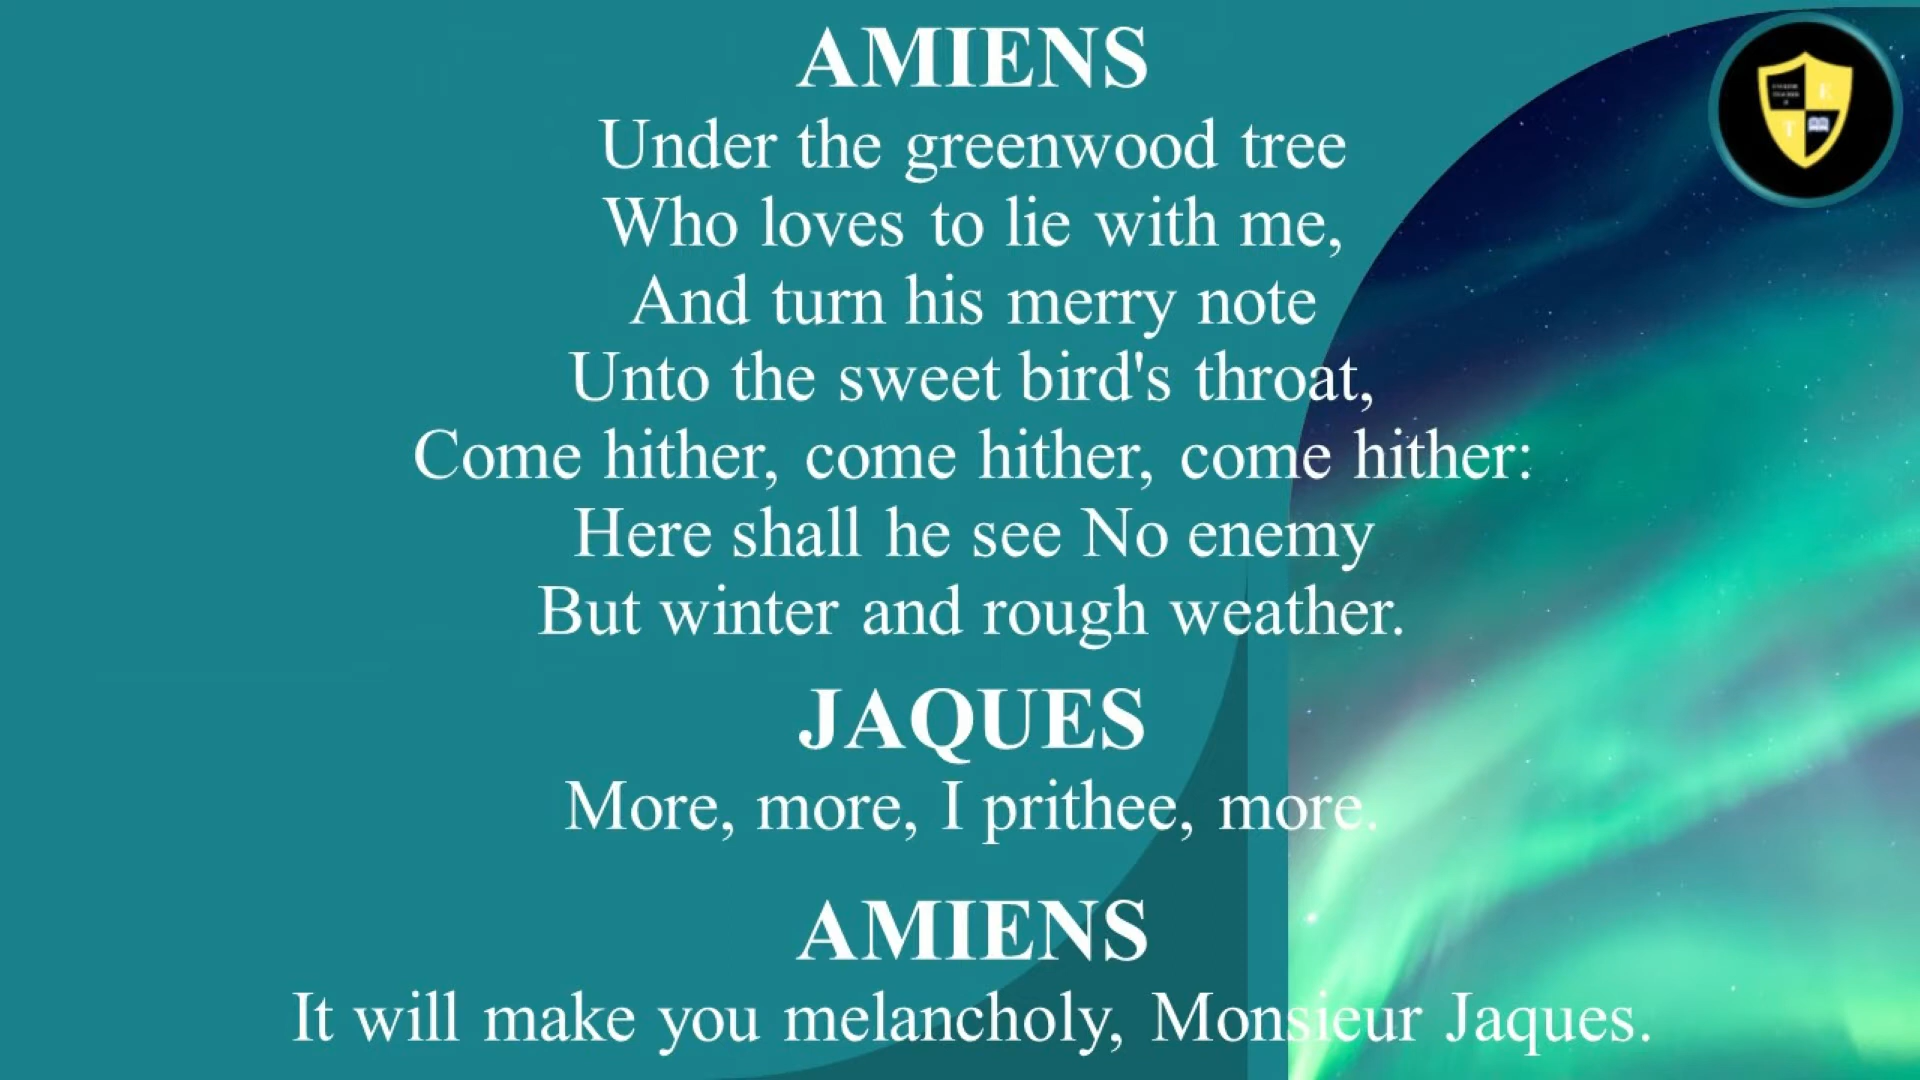 AMIENS
Under the greenwood tree
Who loves to lie with me,
And turn his merry note
Unto the sweet bird's throat,
Come hither, come hither, come hither:
Here shall he see No enemy
But winter and rough weather.
JAQUES
More, more, I prithee, more.
AMIENS
It will make you melancholy, Monsieur Jaques.
E
T